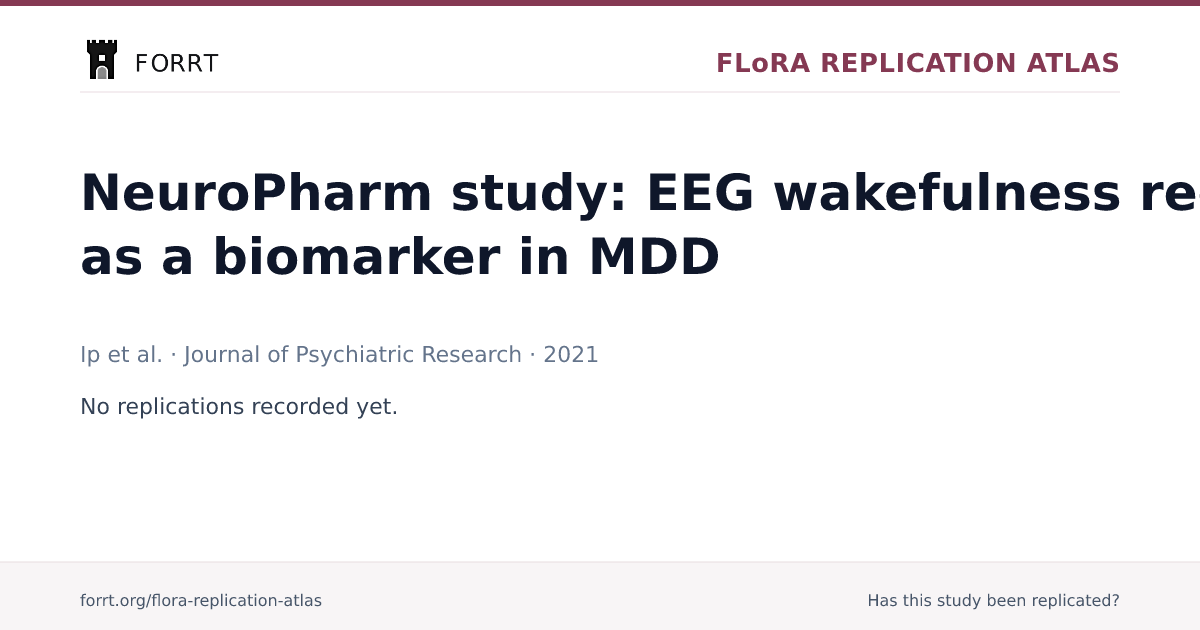 FORRT
FLoRA REPLICATION ATLAS
NeuroPharm study: EEG wakefulness
as a biomarker in MDD
Ip et al. · Journal of Psychiatric Research · 2021
No replications recorded yet.
forrt.org/flora-replication-atlas
Has this study been replicated?